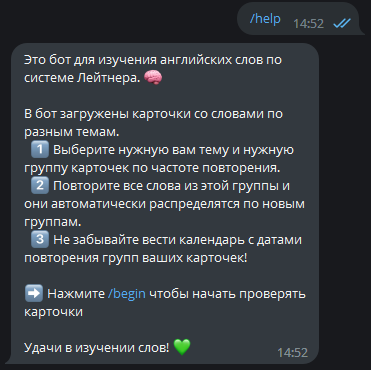 /help 14:52
Это бот для изучения английских слов по
системе Лейтнера. 🧠
В бот загружены карточки со словами по
разным темам.
1️⃣ Выберите нужную вам тему и нужную
группу карточек по частоте повторения.
2️⃣ Повторите все слова из этой группы и
они автоматически распределятся по новым
группам.
3️⃣ Не забывайте вести календарь с датами
повторения групп ваших карточек!
➡️ Нажмите /begin чтобы начать проверять
карточки
Удачи в изучении слов! 💚
14:52